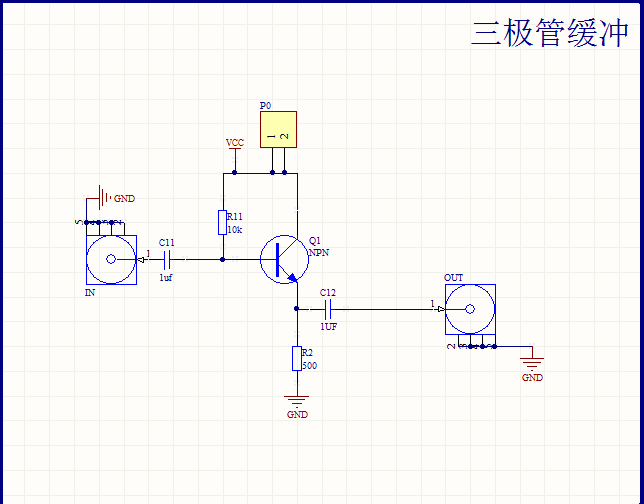 三极管缓冲
P0
1 2
VCC
GND
5 4 3 2
R11
10k
C11
1
1uf
IN
Q1
NPN
C12
1UF
OUT
1
2 3 4 5
R2
500
GND
GND